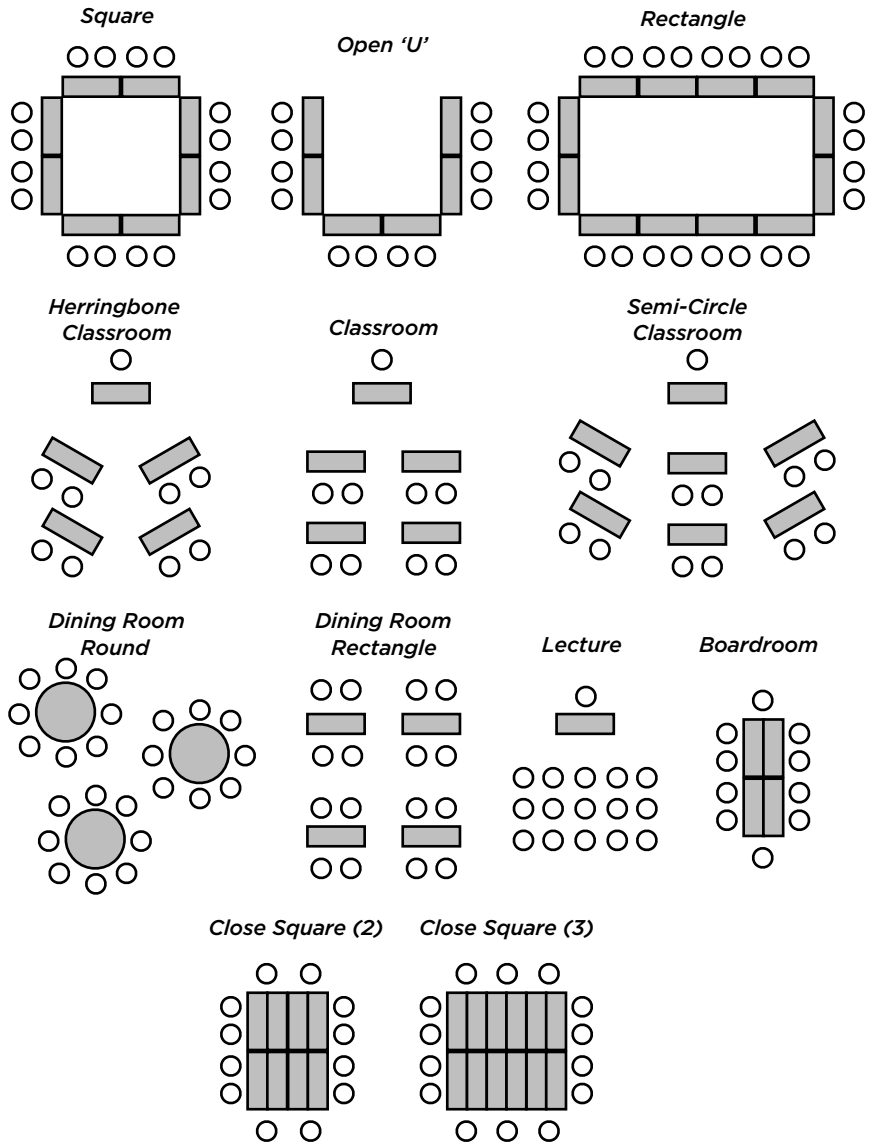 Square
Open ‘U’
Rectangle
Herringbone
Classroom
Classroom
Semi-Circle
Classroom
Dining Room
Round
Dining Room
Rectangle
Lecture
Boardroom
Close Square (2)
Close Square (3)